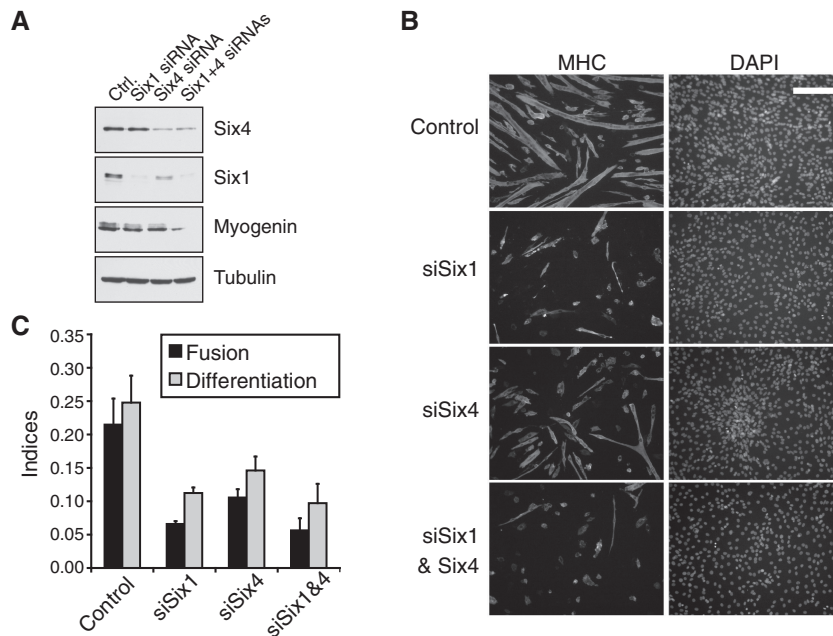 A
Ctrl.
Six1 siRNA
Six4 siRNA
Six1+4 siRNAs
Six4
Six1
Myogenin
Tubulin
B
MHC
DAPI
Control
siSix1
siSix4
siSix1
& Six4
C
Fusion
Differentiation
Indices
0.35
0.30
0.25
0.20
0.15
0.10
0.05
0.00
Control
siSix1
siSix4
siSix1&4